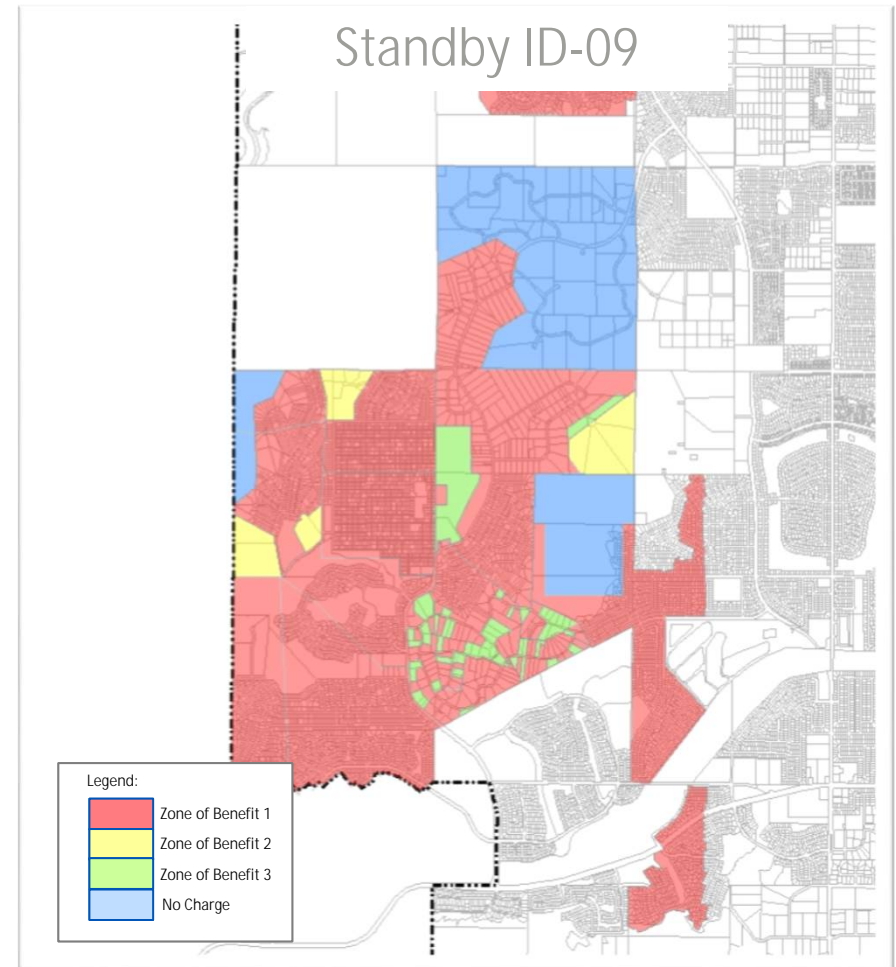 Standby ID-09
Legend:
Zone of Benefit 1
Zone of Benefit 2
Zone of Benefit 3
No Charge